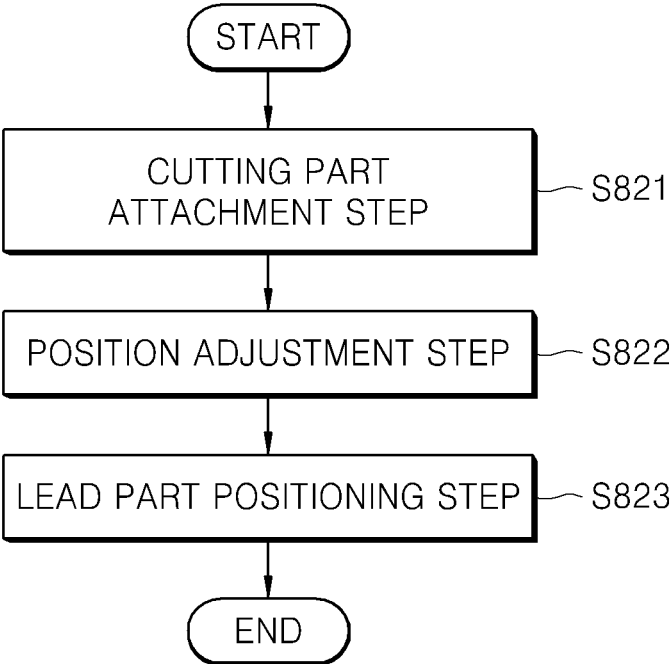 START
CUTTING PART
ATTACHMENT STEP
S821
POSITION ADJUSTMENT STEP
S822
LEAD PART POSITIONING STEP
S823
END